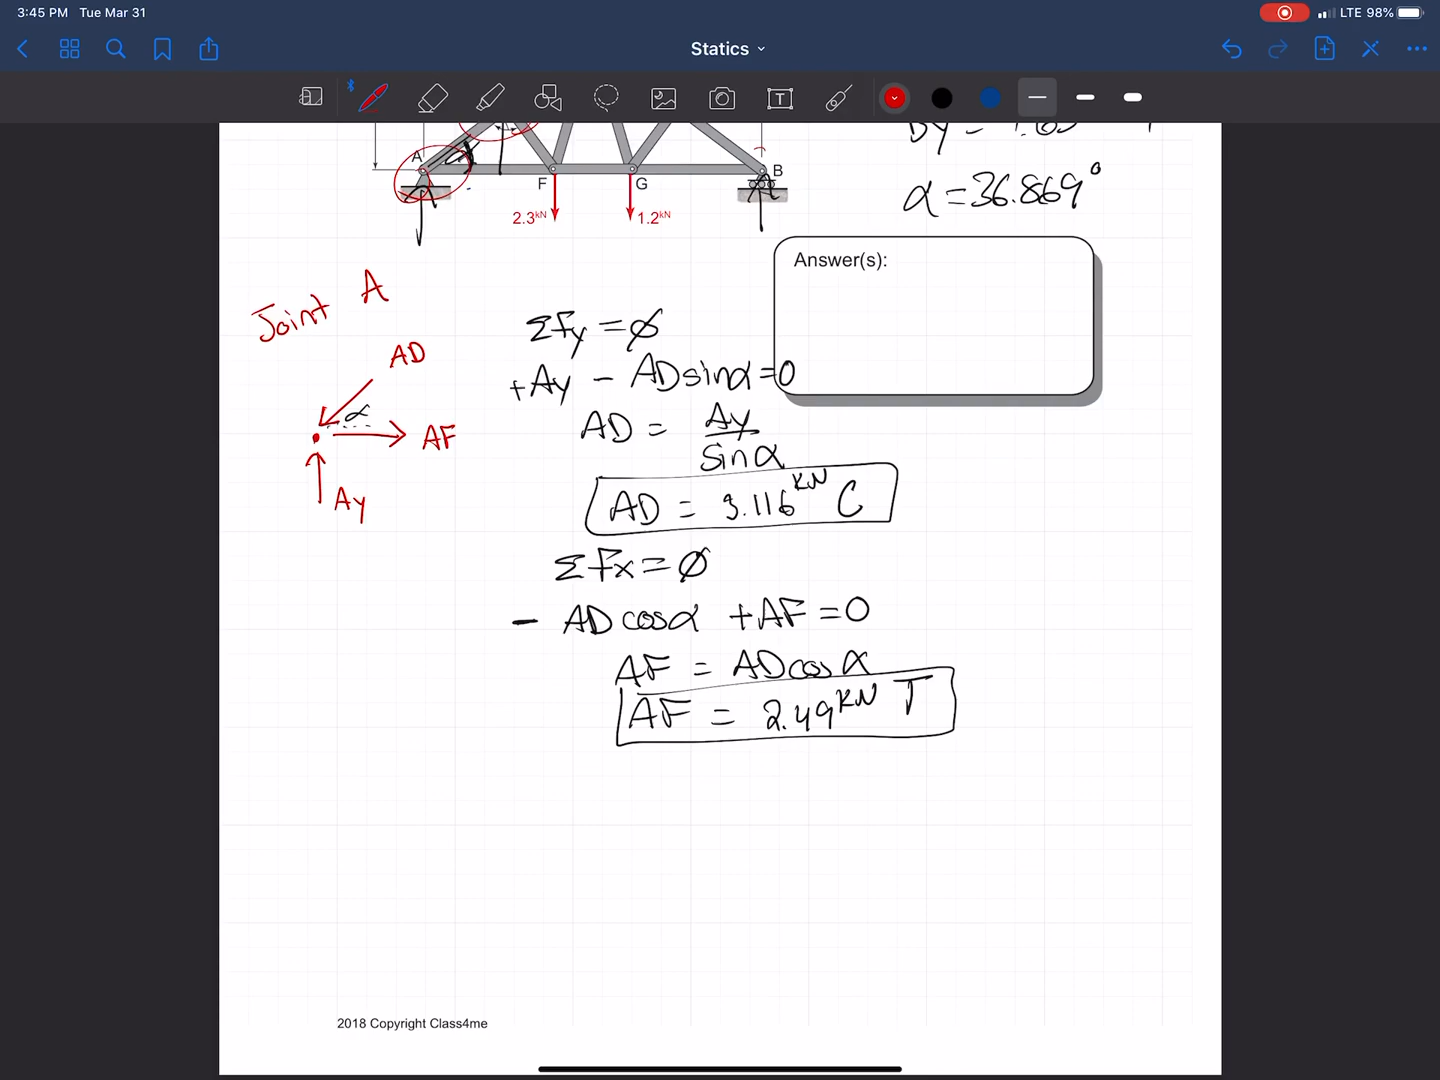 3:45 PM Tue Mar 31
LTE 98%
Statics
T
A
F
G
B
2.3kN
1.2kN
α = 36.869°
Answer(s):
Joint A
AD
α
AF
Ay
ΣFy = ∅
+Ay - ADsinα = 0
AD = Ay / sinα
AD = 3.116 kN C
ΣFx = ∅
- AD cosα + AF = 0
AF = AD cos α
AF = 2.49 kN T
2018 Copyright Class4me